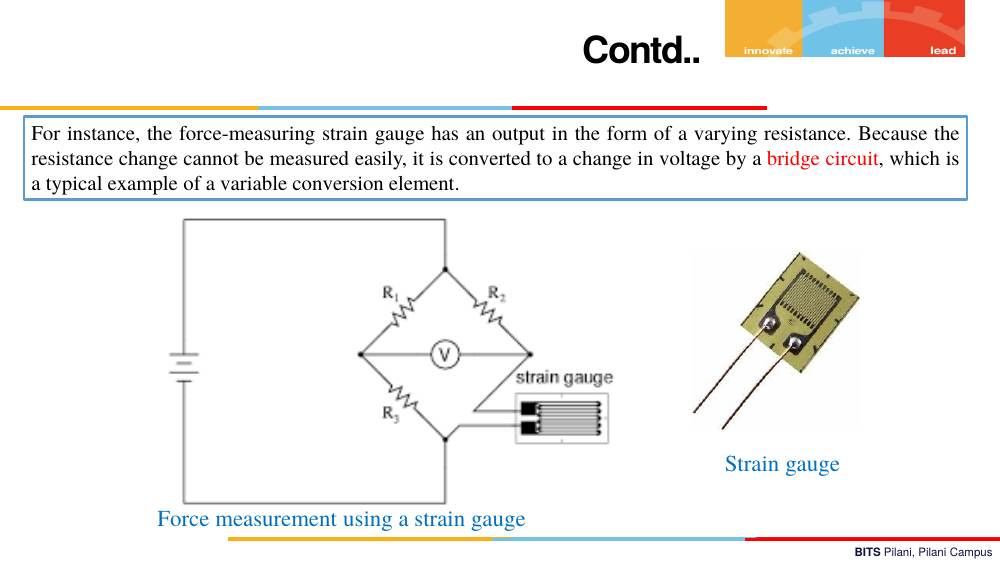 Contd..
innovate achieve lead
For instance, the force-measuring strain gauge has an output in the form of a varying resistance. Because the
resistance change cannot be measured easily, it is converted to a change in voltage by a bridge circuit, which is
a typical example of a variable conversion element.
R1 R2
V
strain gauge
R3
Strain gauge
Force measurement using a strain gauge
BITS Pilani, Pilani Campus